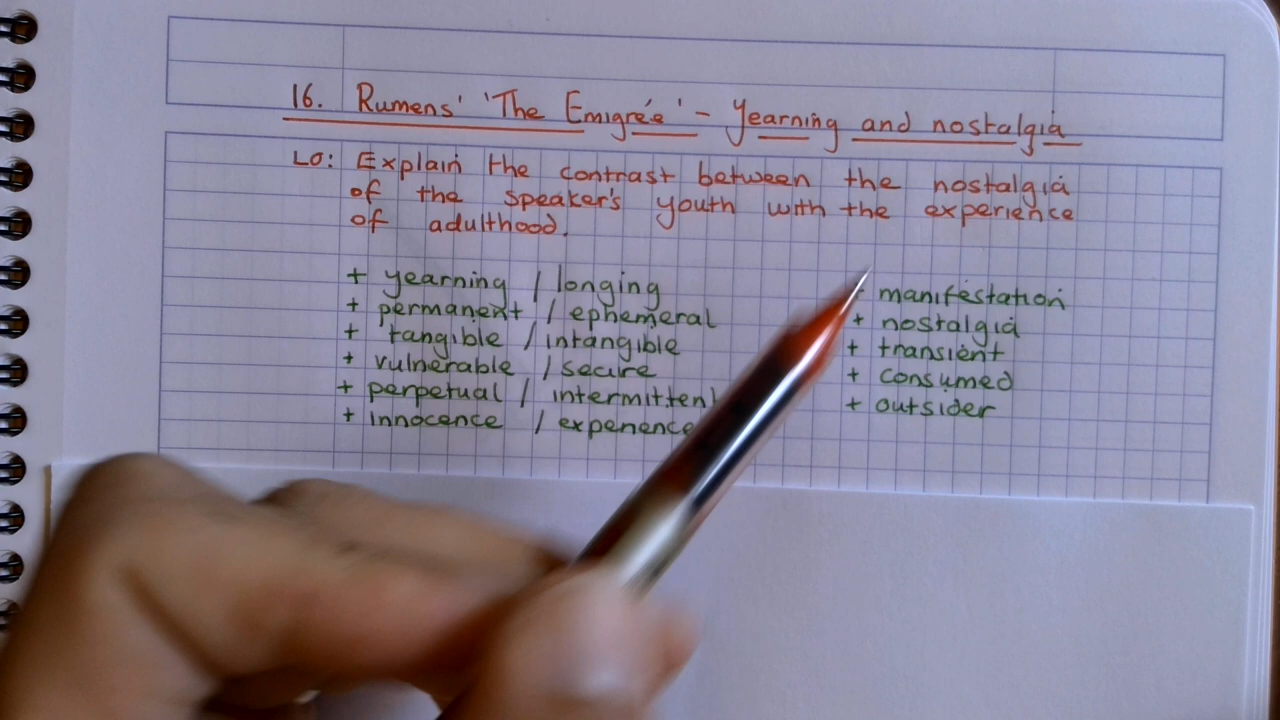 16. Rumens' 'The Emigrée' - Yearning and nostalgia
LO: Explain the contrast between the nostalgia
of the speaker's youth with the experience
of adulthood.
+ yearning / longing
+ permanent / ephemeral
+ tangible / intangible
+ vulnerable / secure
+ perpetual / intermittent
+ innocence / experience
+ manifestation
+ nostalgia
+ transient
+ consumed
+ outsider